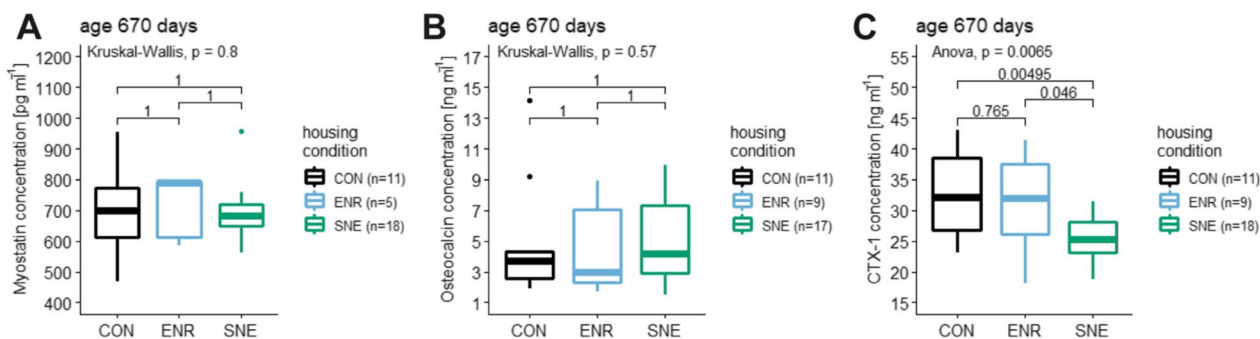 A
age 670 days
Kruskal-Wallis, p = 0.8
Myostatin concentration [pg ml⁻¹]
1200
1100
1000
900
800
700
600
500
400
1
1
1
CON
ENR
SNE
housing
condition
CON (n=11)
ENR (n=5)
SNE (n=18)
B
age 670 days
Kruskal-Wallis, p = 0.57
Osteocalcin concentration [ng ml⁻¹]
17
15
13
11
9
7
5
3
1
1
1
1
CON
ENR
SNE
housing
condition
CON (n=11)
ENR (n=9)
SNE (n=17)
C
age 670 days
Anova, p = 0.0065
CTX-1 concentration [ng ml⁻¹]
55
50
45
40
35
30
25
20
15
0.00495
0.046
0.765
CON
ENR
SNE
housing
condition
CON (n=11)
ENR (n=9)
SNE (n=18)